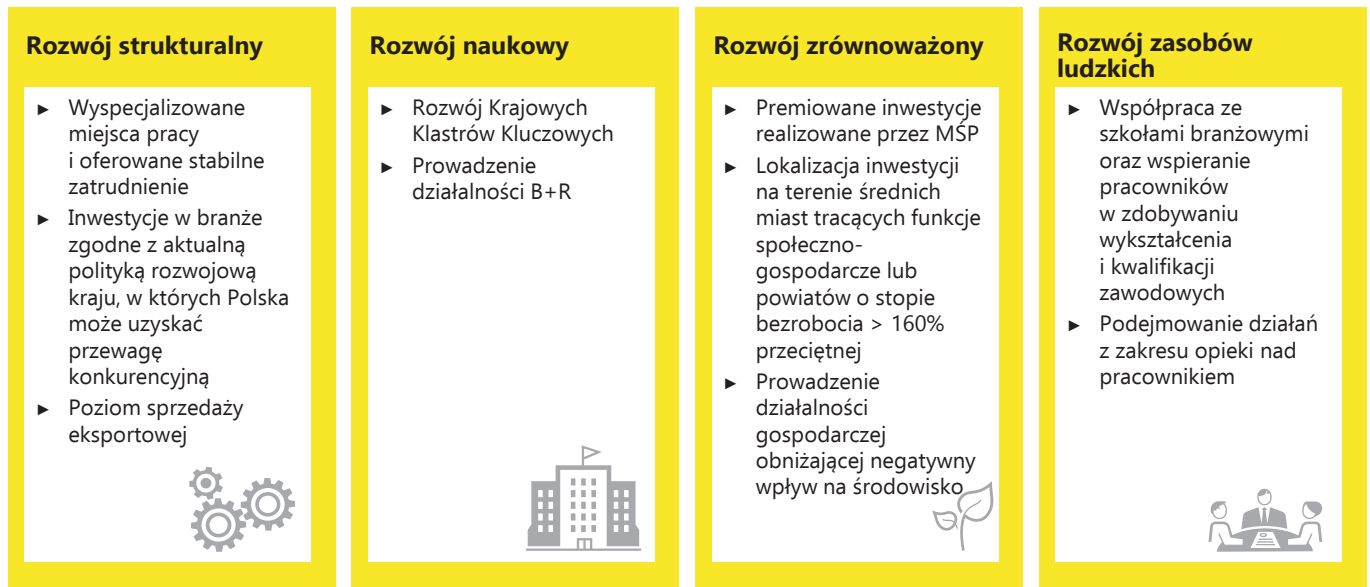 Rozwój strukturalny
► Wyspecjalizowane
miejsca pracy
i oferowane stabilne
zatrudnienie
► Inwestycje w branże
zgodne z aktualną
polityką rozwojową
kraju, w których Polska
może uzyskać
przewagę
konkurencyjną
► Poziom sprzedaży
eksportowej
Rozwój naukowy
► Rozwój Krajowych
Klastrów Kluczowych
► Prowadzenie
działalności B+R
Rozwój zrównoważony
► Premiowane inwestycje
realizowane przez MŚP
► Lokalizacja inwestycji
na terenie średnich
miast tracących funkcje
społeczno-
gospodarcze lub
powiatów o stopie
bezrobocia > 160%
przeciętnej
► Prowadzenie
działalności
gospodarczej
obniżającej negatywny
wpływ na środowisko
Rozwój zasobów
ludzkich
► Współpraca ze
szkołami branżowymi
oraz wspieranie
pracowników
w zdobywaniu
wykształcenia
i kwalifikacji
zawodowych
► Podejmowanie działań
z zakresu opieki nad
pracownikiem